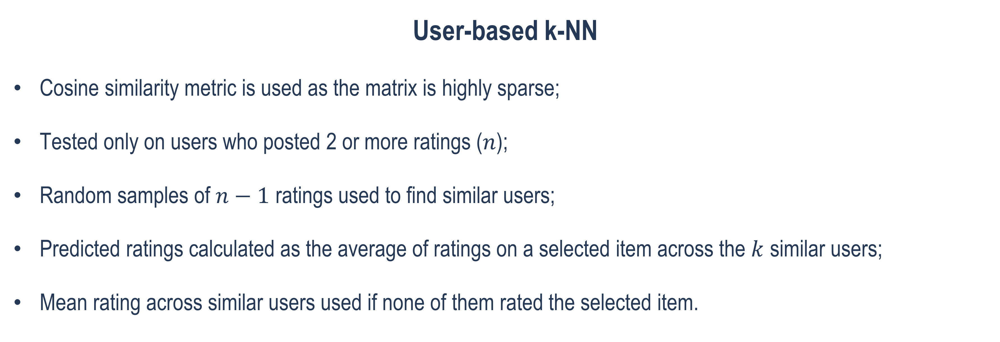 User-based k-NN
• Cosine similarity metric is used as the matrix is highly sparse;
• Tested only on users who posted 2 or more ratings (n);
• Random samples of n − 1 ratings used to find similar users;
• Predicted ratings calculated as the average of ratings on a selected item across the k similar users;
• Mean rating across similar users used if none of them rated the selected item.